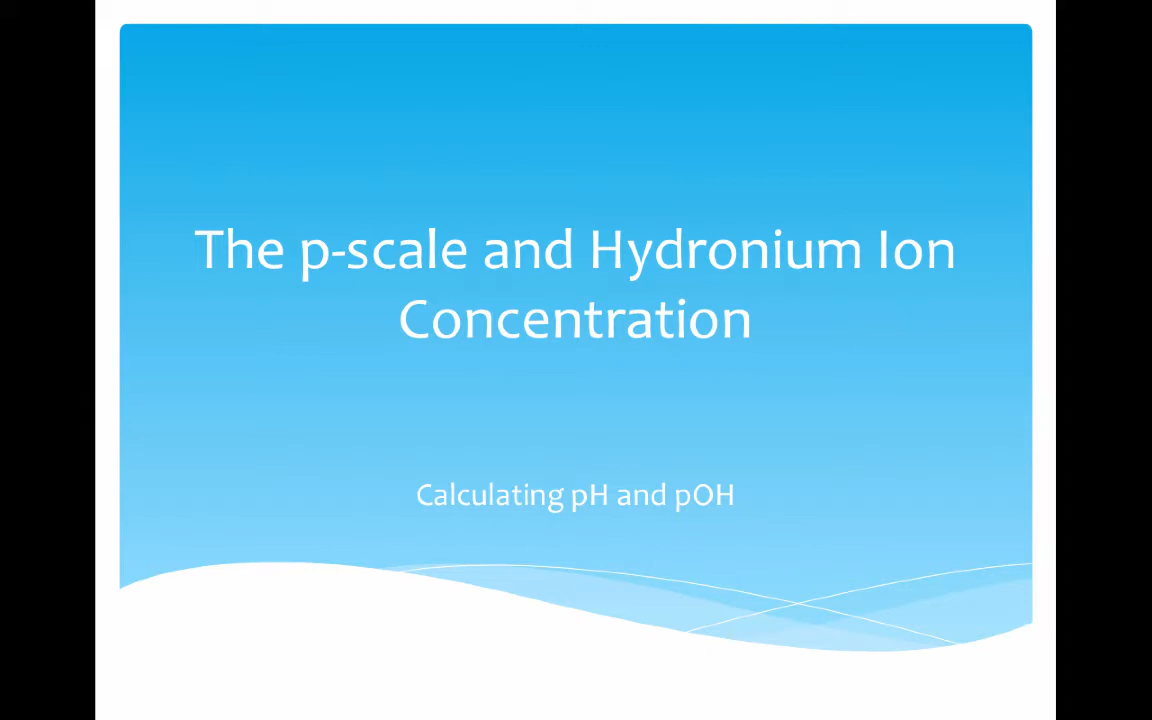 The p-scale and Hydronium Ion
Concentration
Calculating pH and pOH